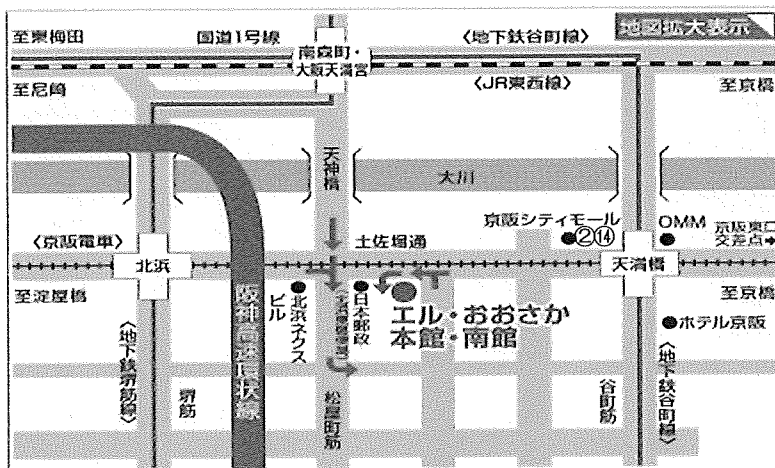 至東梅田
国道1号線
南森町・
大阪天満宮
〈地下鉄谷町線〉
地図拡大表示
至尼崎
〈JR東西線〉
至京橋
天神橋
大川
京阪シティモール
②⑭
OMM
京阪東口
交差点→
〈京阪電車〉
土佐堀通
北浜
天満橋
至淀屋橋
至京橋
阪神高速環状線
北浜ネクス
ビル
日本郵政
エル・おおさか
本館・南館
ホテル京阪
〈地下鉄堺筋線〉
堺筋
松屋町筋
谷町筋
〈地下鉄谷町線〉